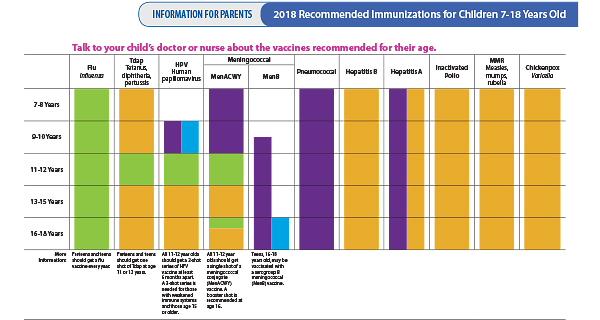 INFORMATION FOR PARENTS
2018 Recommended Immunizations for Children 7-18 Years Old
Talk to your child's doctor or nurse about the vaccines recommended for their age.
Flu
Influenza
Tdap
Tetanus,
diphtheria,
pertussis
HPV
Human
papillomavirus
Meningococcal
MenACWY
MenB
Pneumococcal
Hepatitis B
Hepatitis A
Inactivated
Polio
MMR
Measles,
mumps,
rubella
Chickenpox
Varicella
7-8 Years
9-10 Years
11-12 Years
13-15 Years
16-18 Years
More
Information:
Preteens and teens
should get a flu
vaccine every year.
Preteens and teens
should get one
shot of Tdap at age
11 or 12 years.
All 11-12 year olds
should get a 2-shot
series of HPV
vaccine at least
6 months apart.
A 3-shot series is
needed for those
with weakened
immune systems
and those age 15
or older.
All 11-12 year
olds should get
a single shot of a
meningococcal
conjugate
(MenACWY)
vaccine. A
booster shot is
recommended at
age 16.
Teens, 16-18
years old, may be
vaccinated with
a serogroup B
meningococcal
(MenB) vaccine.